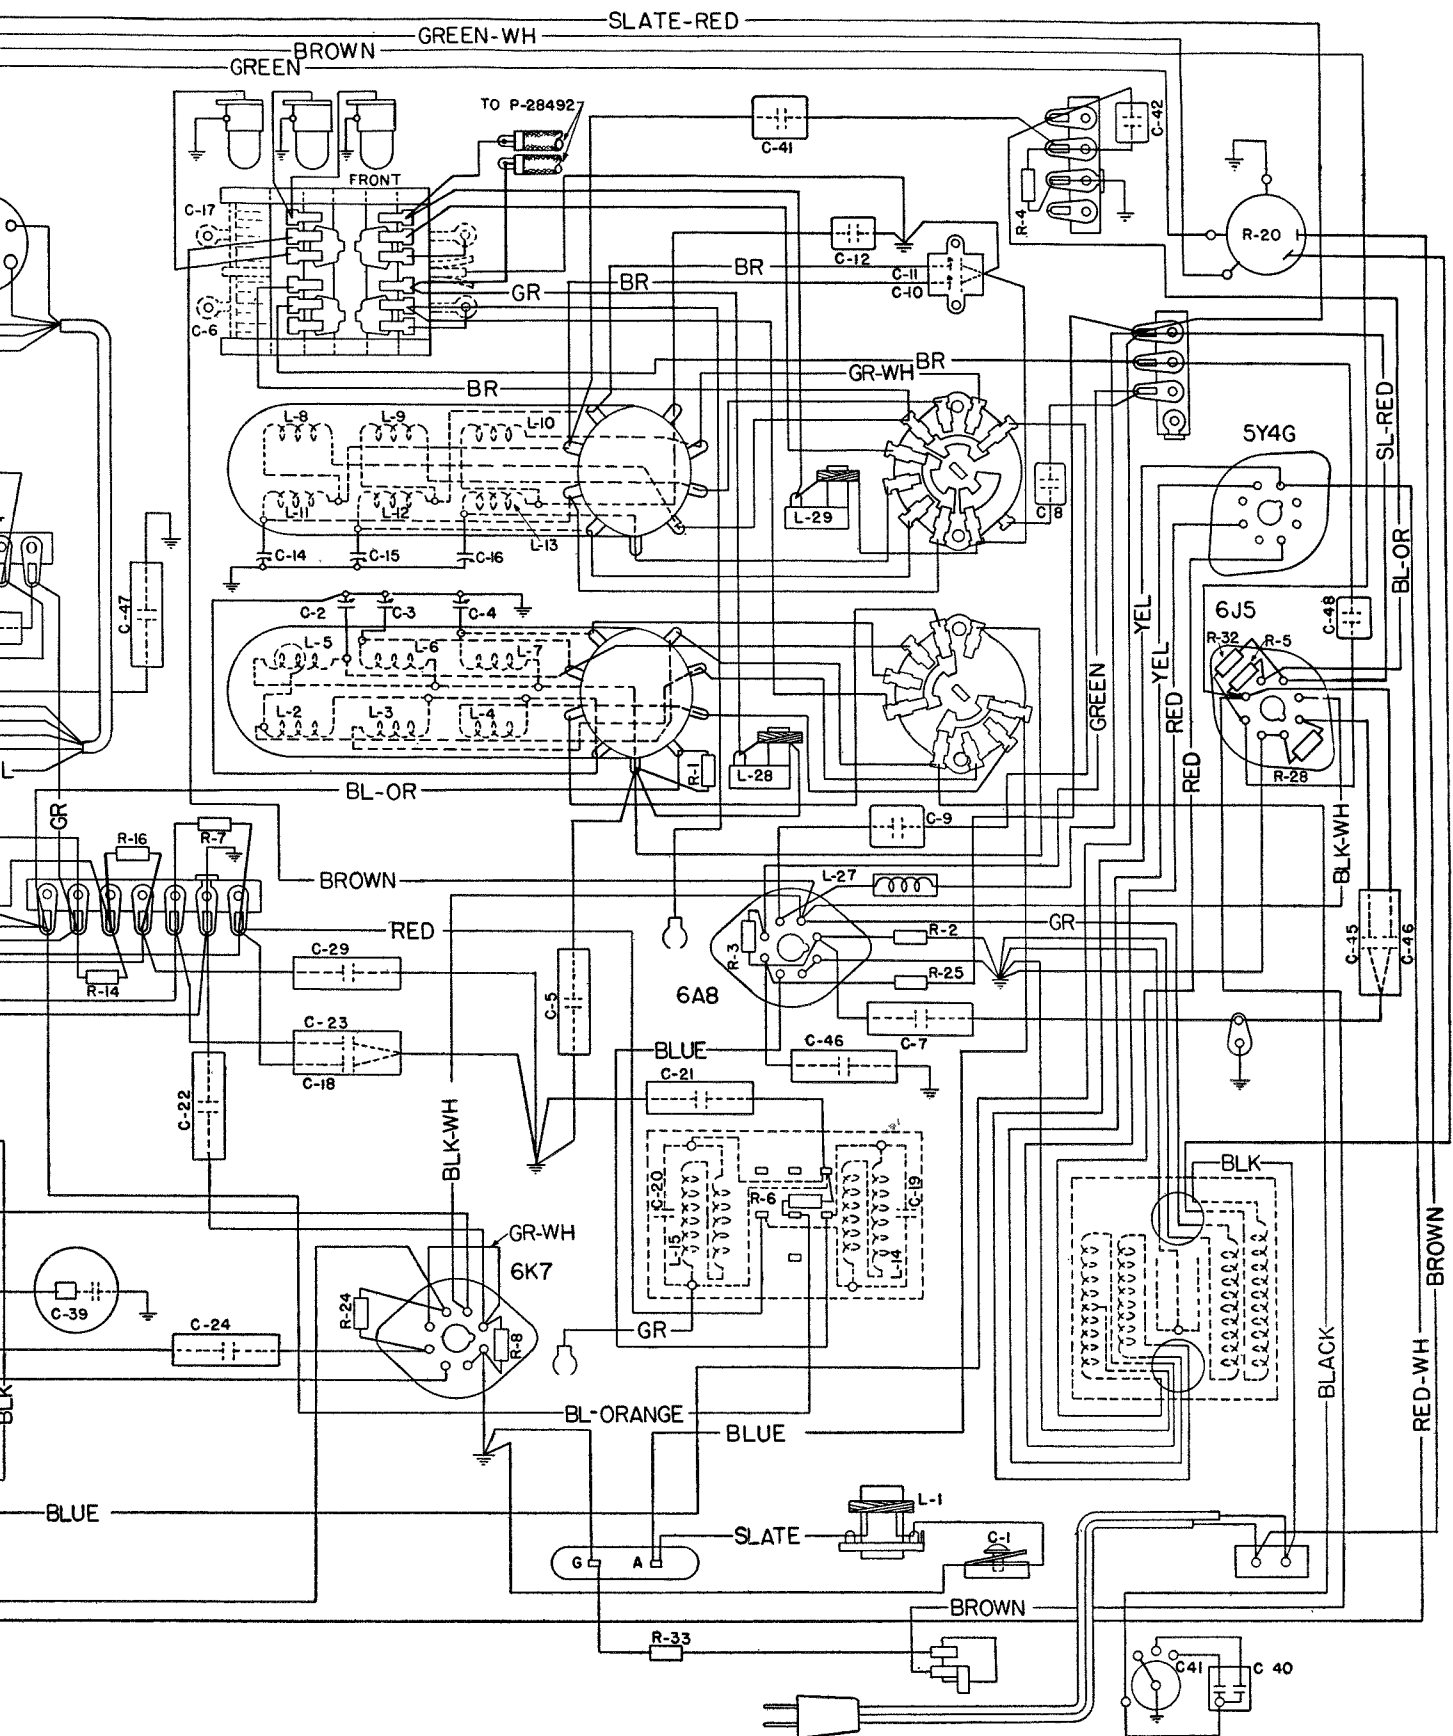 SLATE-RED
GREEN-WH
BROWN
GREEN
TO P-28492
C-41
C-42
FRONT
C-17
R-4
R-20
C-12
BR
C-11
BR
C-10
GR
C-6
BR
GR-WH
BR
SL-RED
L-8
L-9
L-10
5Y4G
L-11
L-12
L-29
C-8
L-13
C-14
C-15
C-16
BL-OR
C-47
C-2
C-3
C-4
YEL
6J5
C-48
R-32
R-5
L-5
L-6
L-7
YEL
GREEN
RED
L-2
L-3
L-4
L
R-1
L-28
RED
R-28
BL-OR
GR
C-9
R-16
R-7
BLK-WH
BROWN
L-27
RED
GR
R-2
R-3
C-29
C-45
C-46
R-14
R-25
6A8
C-5
C-23
C-7
BLUE
C-46
C-18
C-21
C-22
BLK-WH
BLK
C-20
R-6
C-19
GR-WH
L-15
L-14
6K7
BROWN
C-39
R-24
C-24
GR
R-8
BLACK
RED-WH
BLK
BL-ORANGE
BLUE
BLUE
L-1
SLATE
C-1
G
A
BROWN
R-33
C41
C 40